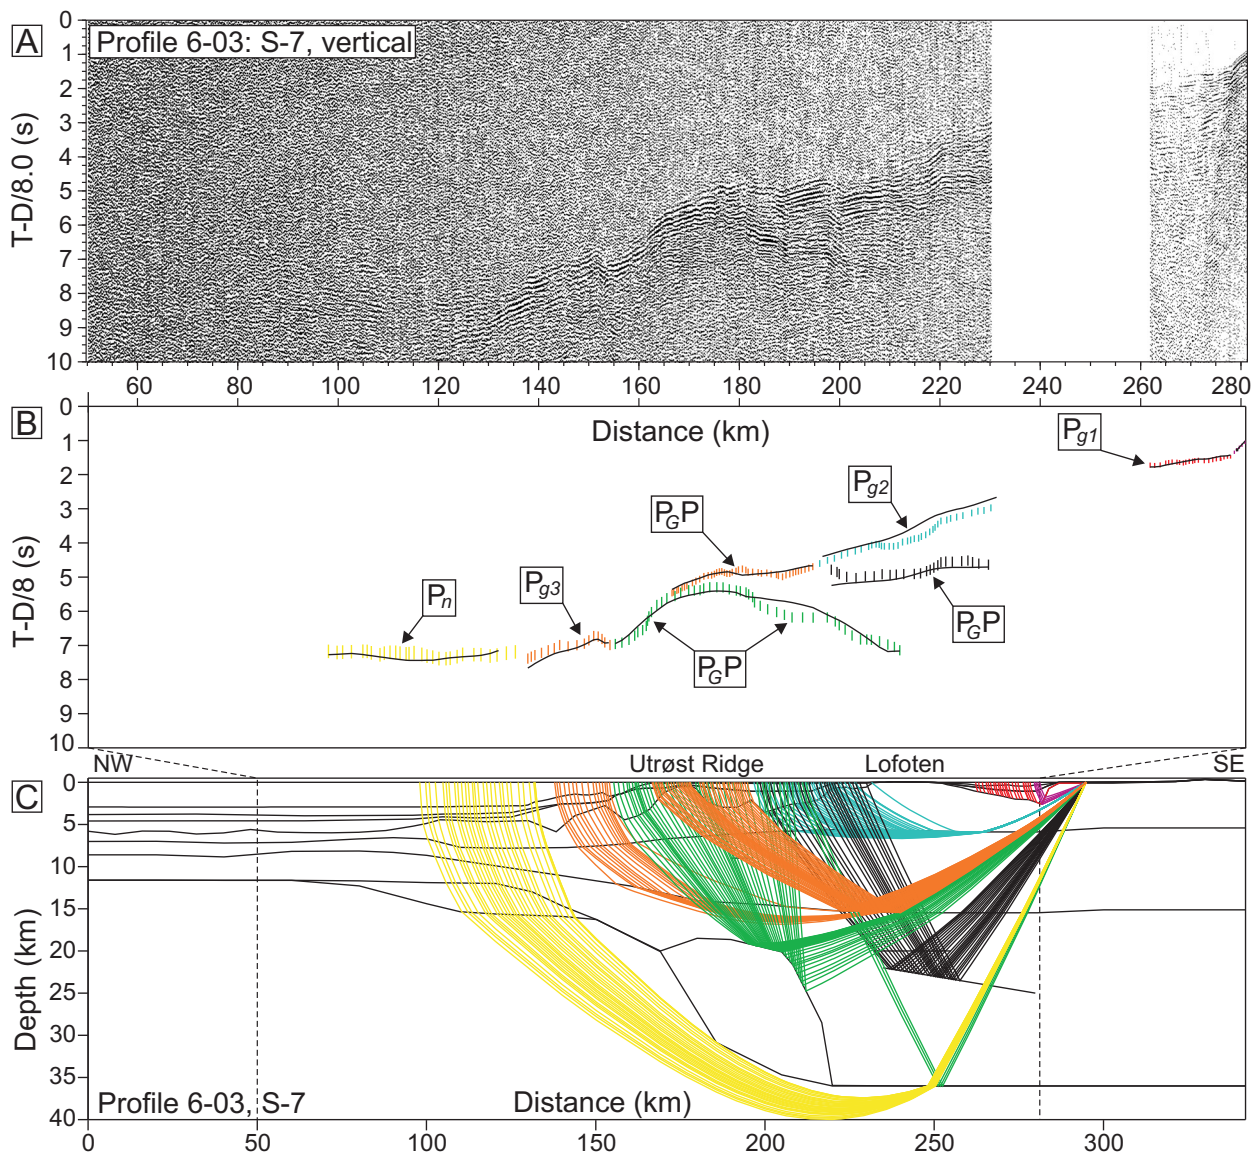 A
Profile 6-03: S-7, vertical
T-D/8.0 (s)
0
1
2
3
4
5
6
7
8
9
10
60 80 100 120 140 160 180 200 220 240 260 280
B
Distance (km)
T-D/8 (s)
0
1
2
3
4
5
6
7
8
9
10
Pg1
Pg2
PGP
Pg3
Pn
PGP
PGP
NW Utrøst Ridge Lofoten SE
C
Depth (km)
0
5
10
15
20
25
30
35
40
Profile 6-03, S-7 Distance (km)
0 50 100 150 200 250 300